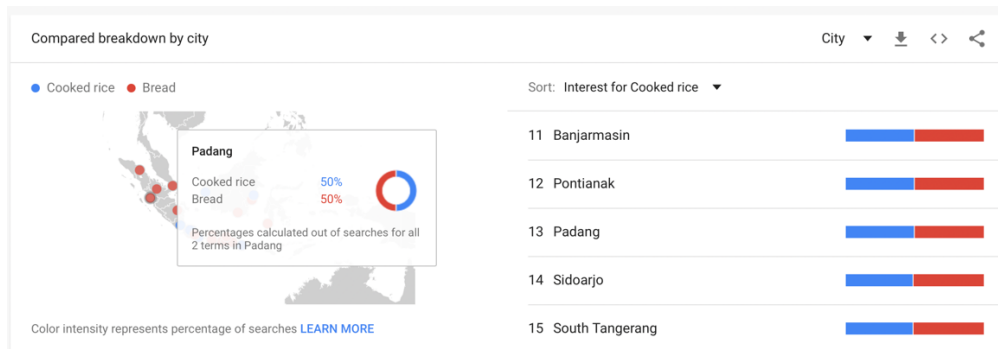 Compared breakdown by city
City
Cooked rice Bread
Sort: Interest for Cooked rice
Padang
Cooked rice 50%
Bread 50%
Percentages calculated out of searches for all
2 terms in Padang
Color intensity represents percentage of searches LEARN MORE
11 Banjarmasin
12 Pontianak
13 Padang
14 Sidoarjo
15 South Tangerang